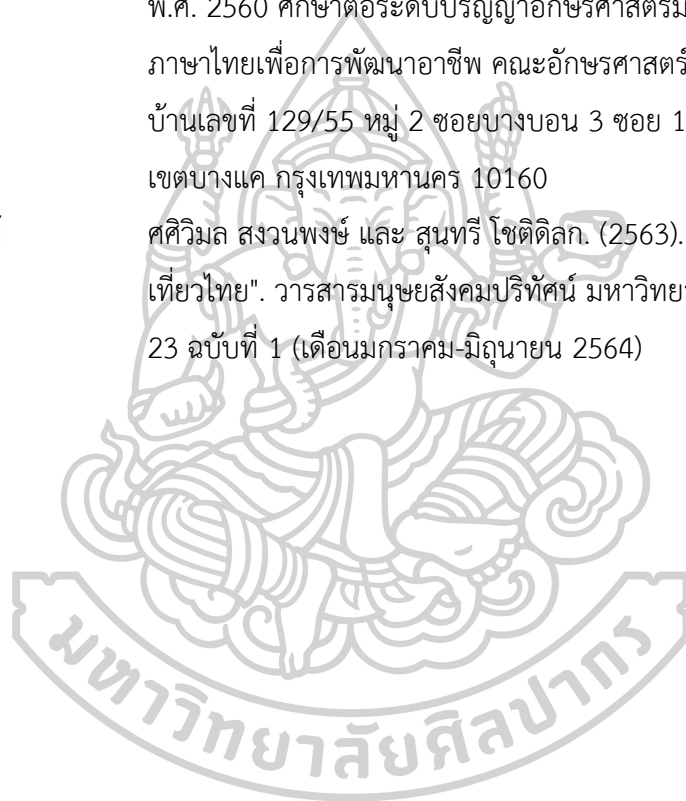 พ.ศ. 2560 ศึกษาต่อระดับปริญญาอักษรศาสตรม
ภาษาไทยเพื่อการพัฒนาอาชีพ คณะอักษรศาสตร์
บ้านเลขที่ 129/55 หมู่ 2 ซอยบางบอน 3 ซอย 1
เขตบางแค กรุงเทพมหานคร 10160
ศศิวิมล สงวนพงษ์ และ สุนทรี โชติดิลก. (2563).
เที่ยวไทย". วารสารมนุษยสังคมปริทัศน์ มหาวิทยา
23 ฉบับที่ 1 (เดือนมกราคม-มิถุนายน 2564)
มหาวิทยาลัยศิลปากร